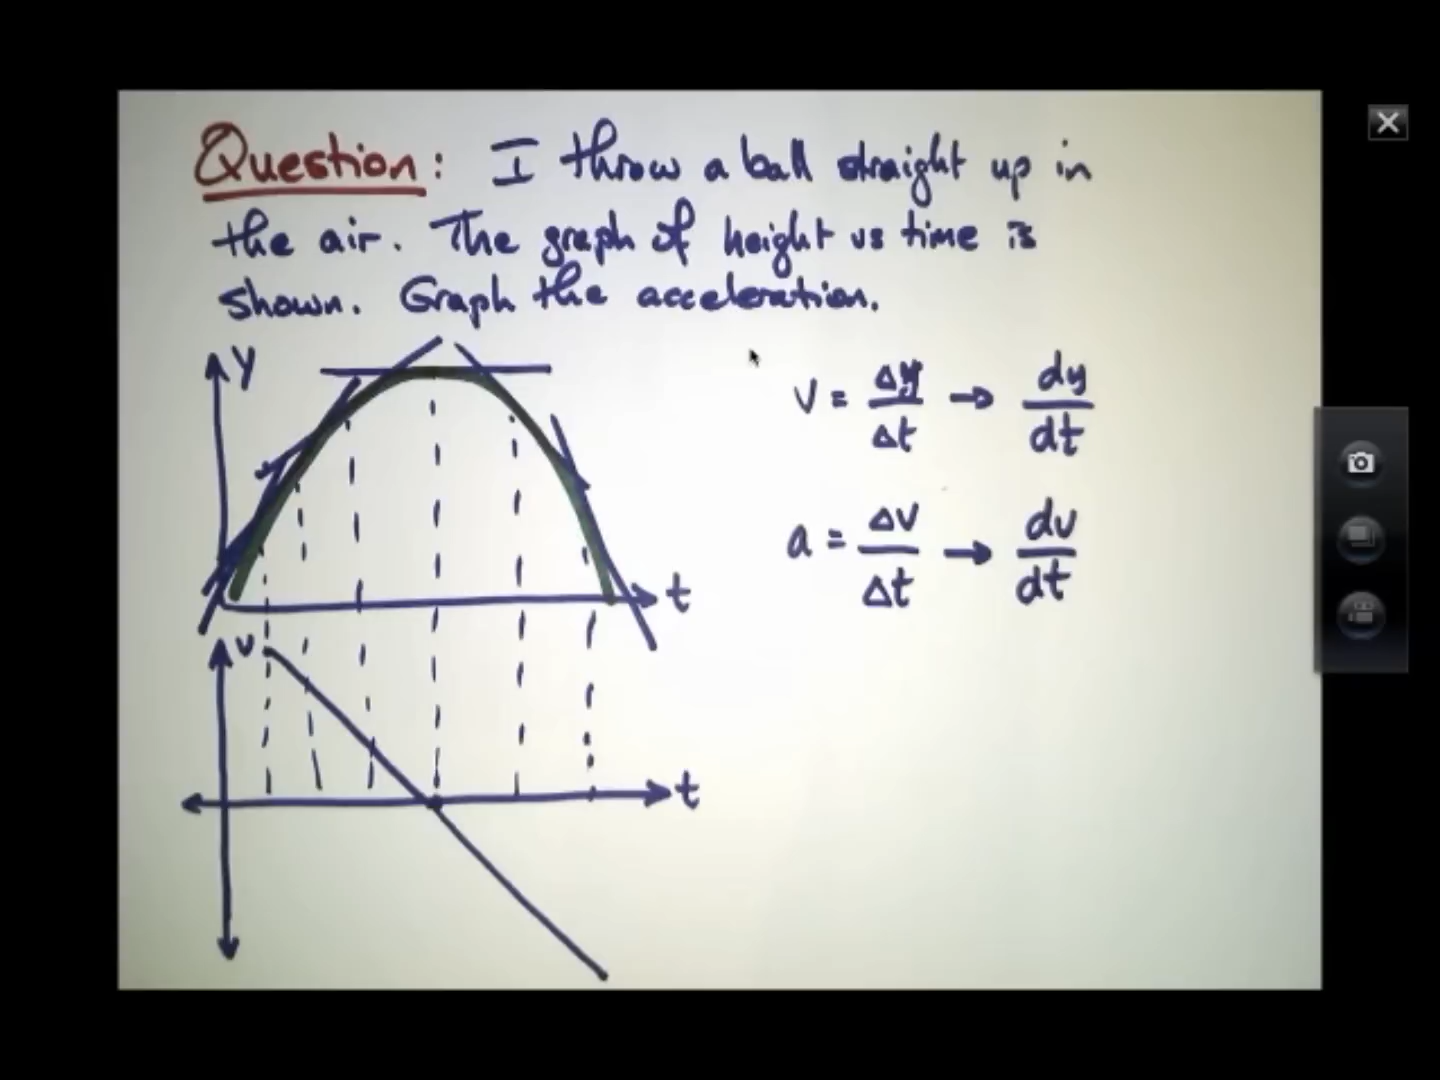 Question: I throw a ball straight up in
the air. The graph of height vs time is
shown. Graph the acceleration.
y
v = Δy/Δt → dy/dt
t
a = Δv/Δt → dv/dt
v
t